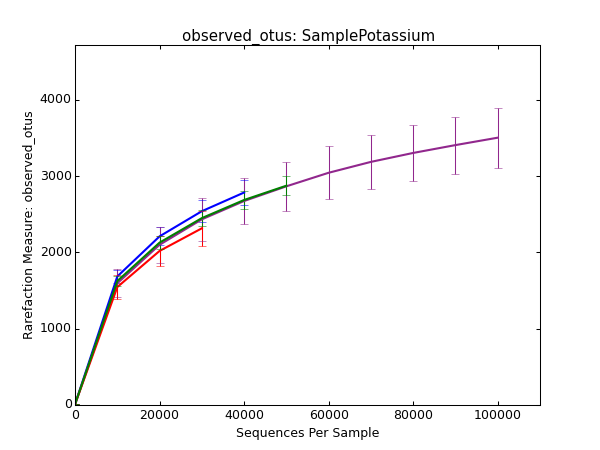 observed_otus: SamplePotassium
Rarefaction Measure: observed_otus
4000
3000
2000
1000
0
0 20000 40000 60000 80000 100000
Sequences Per Sample